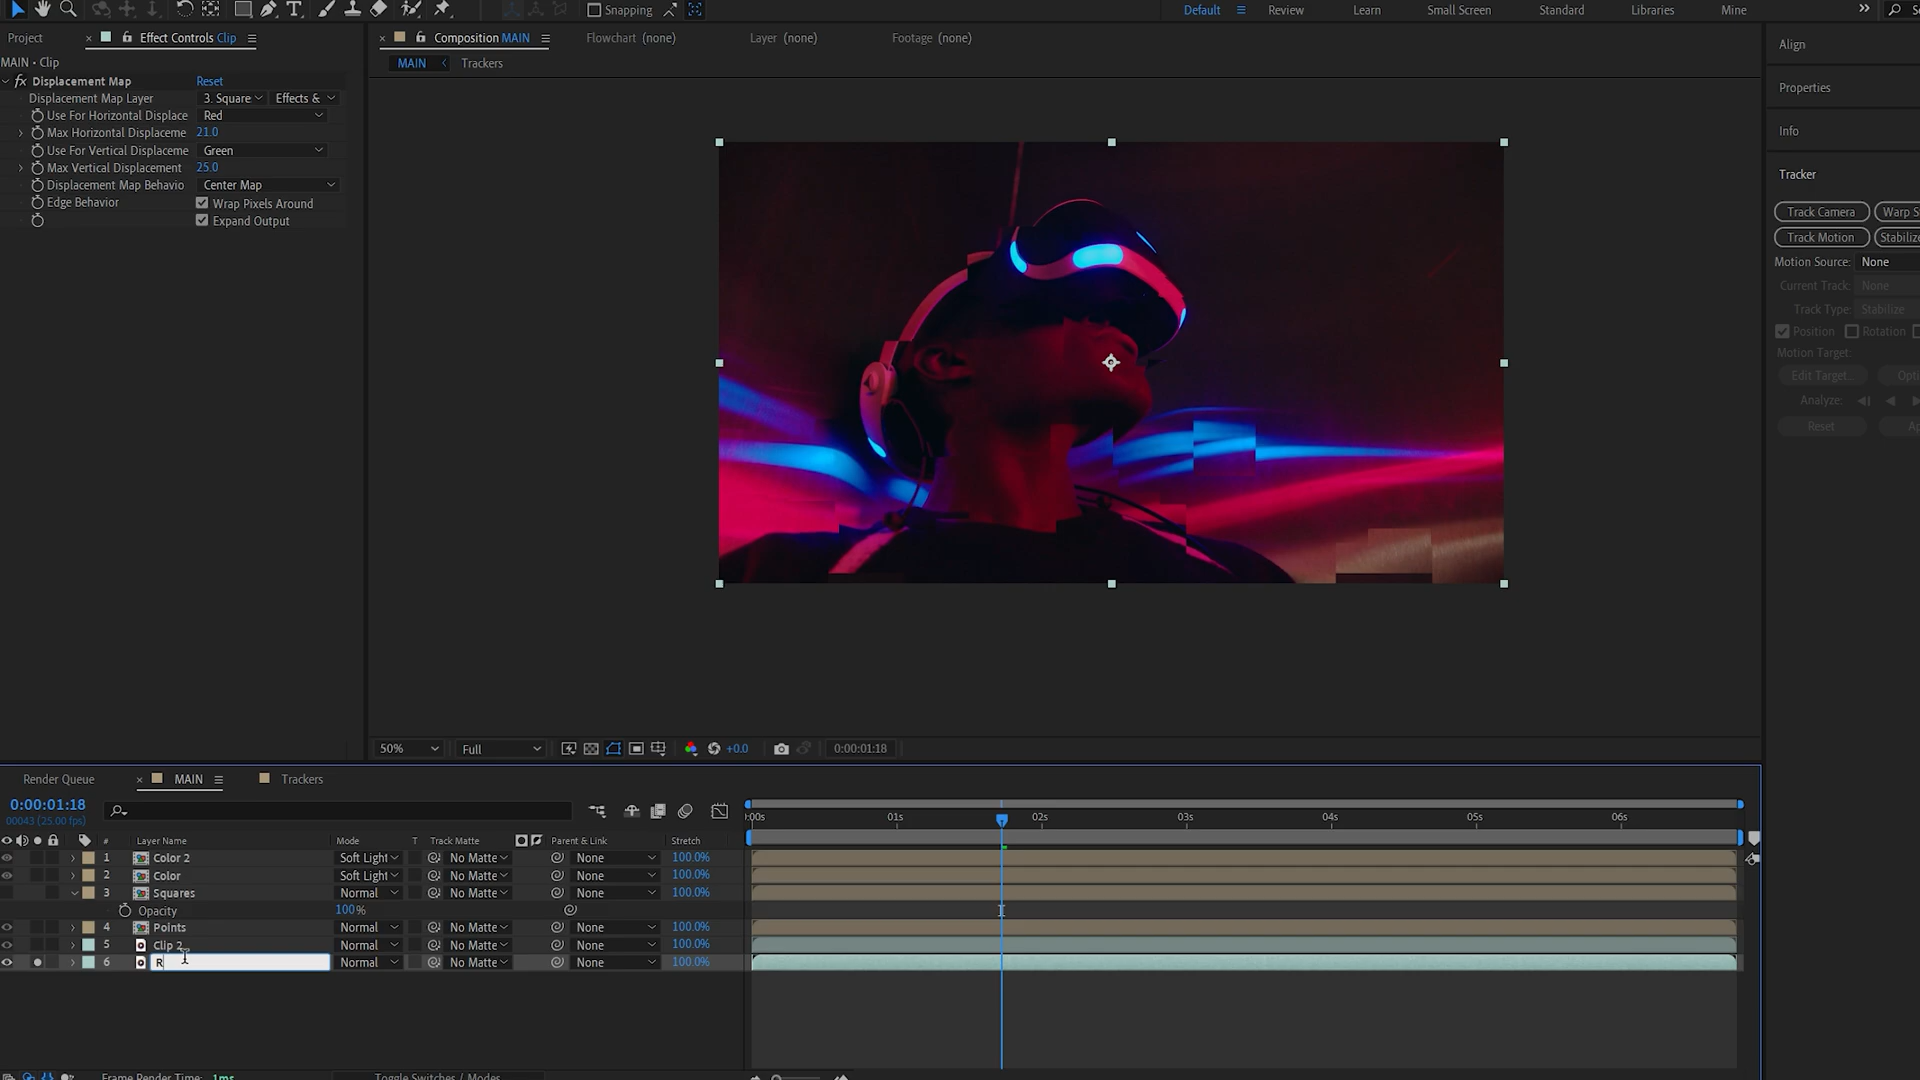 Snapping
Default
Review
Learn
Small Screen
Standard
Libraries
Mine
Project
Effect Controls Clip
Composition MAIN
Flowchart (none)
Layer (none)
Footage (none)
Align
MAIN • Clip
MAIN
Trackers
fx Displacement Map
Reset
Displacement Map Layer
3. Square
Effects &
Properties
Use For Horizontal Displace
Red
Max Horizontal Displaceme
21.0
Info
Use For Vertical Displaceme
Green
Max Vertical Displacement
25.0
Tracker
Displacement Map Behavio
Center Map
Edge Behavior
Wrap Pixels Around
Expand Output
Track Camera
Warp S
Track Motion
Stabiliz
Motion Source: None
Current Track: None
Track Type: Stabilize
Position
Rotation
Motion Target:
Edit Target...
Opti
Analyze:
Reset
Ap
50%
Full
+0.0
0:00:01:18
Render Queue
MAIN
Trackers
0:00:01:18
00043 (25.00 fps)
:00s
01s
02s
03s
04s
05s
06s
#
Layer Name
Mode
T
Track Matte
Parent & Link
Stretch
1 Color 2 Soft Light No Matte None 100.0%
2 Color Soft Light No Matte None 100.0%
3 Squares Normal No Matte None 100.0%
Opacity 100%
4 Points Normal No Matte None 100.0%
5 Clip 2 Normal No Matte None 100.0%
6 R Normal No Matte None 100.0%
Frame Render Time: 1ms
Toggle Switches / Modes